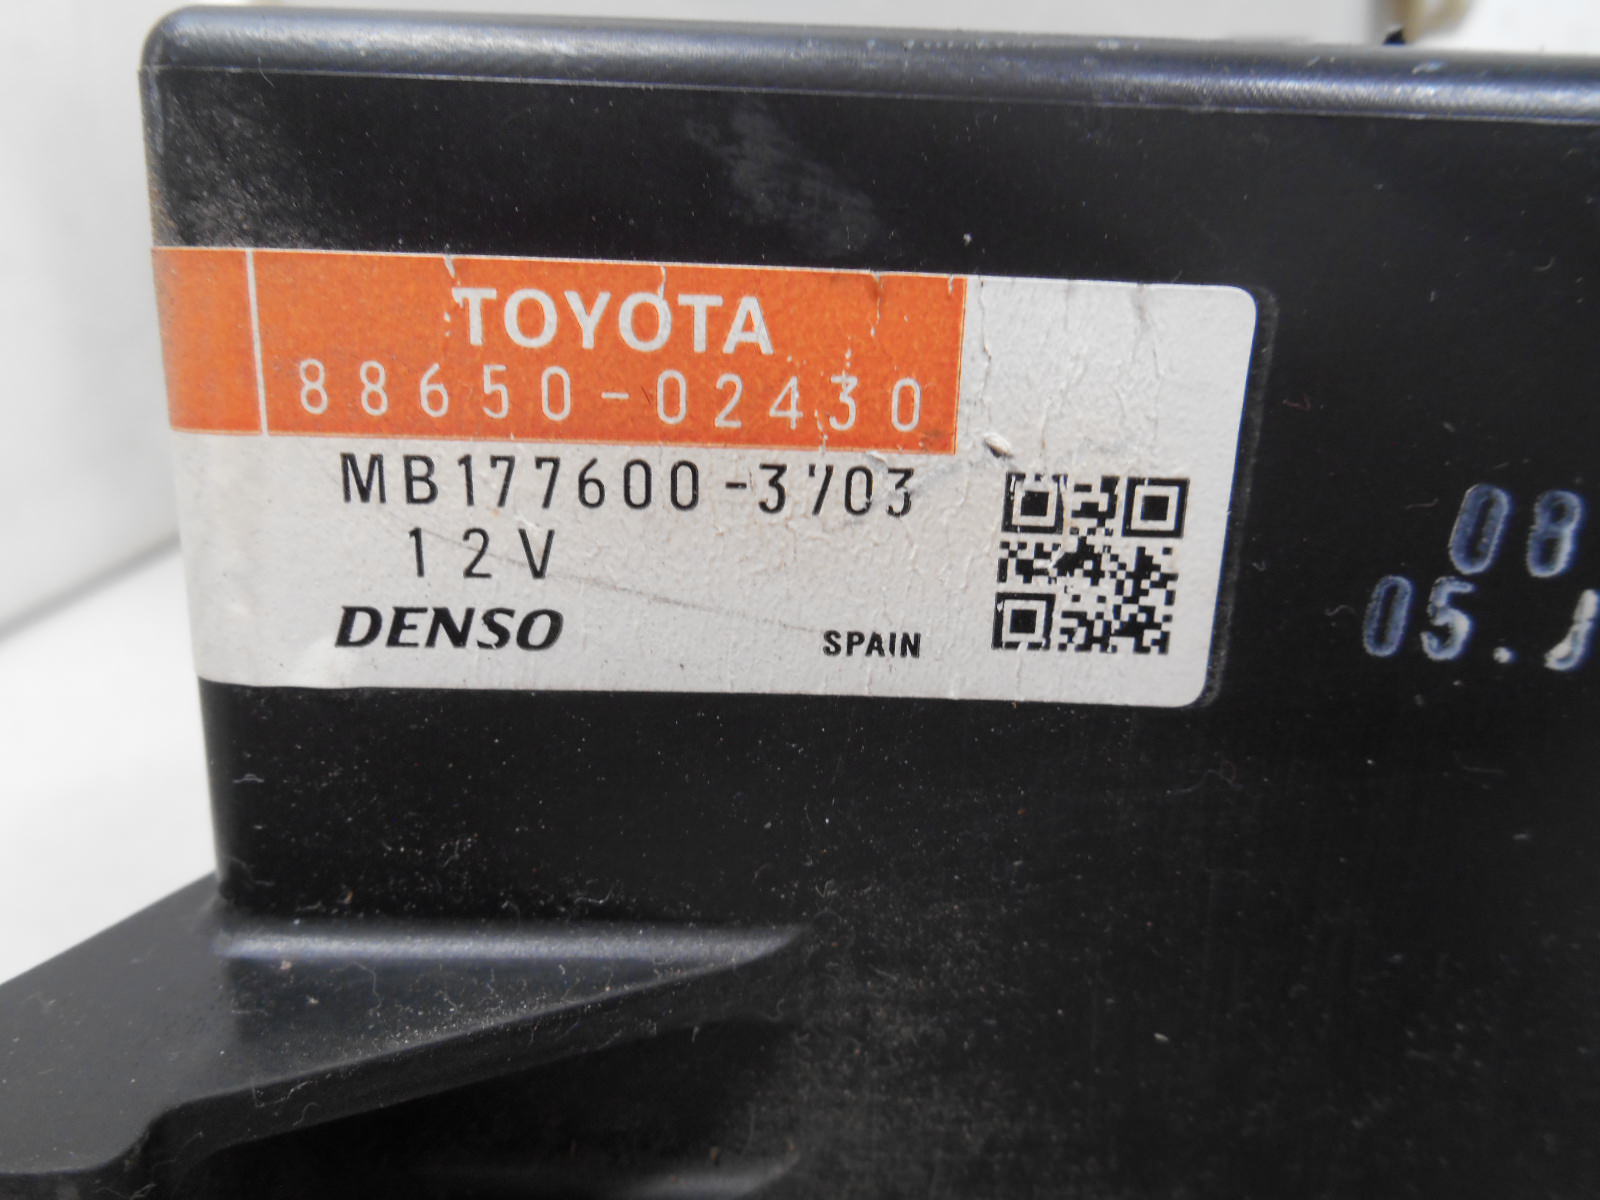 TOYOTA
88650-02430
MB177600-3703
12V
DENSO
SPAIN
08
05.